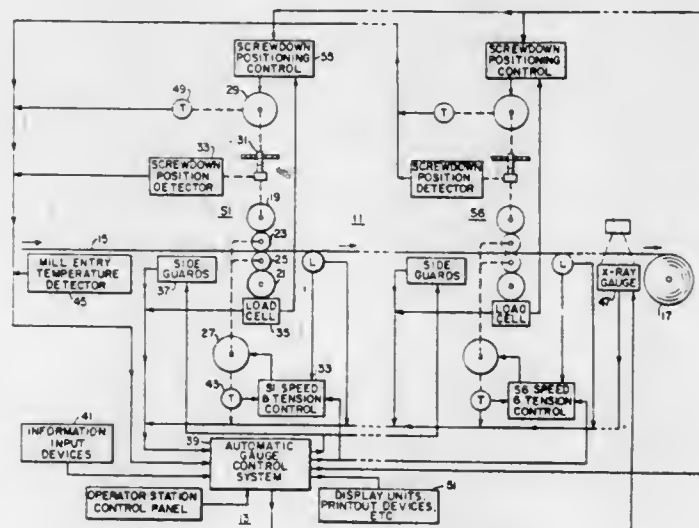 SCREWDOWN
POSITIONING
CONTROL
55
SCREWDOWN
POSITIONING
CONTROL
49
T
29
T
33
31
SCREWDOWN
POSITION
DETECTOR
SCREWDOWN
POSITION
DETECTOR
19
S1
11
S6
15
23
MILL ENTRY
TEMPERATURE
DETECTOR
45
SIDE
GUARDS
37
25
21
L
SIDE
GUARDS
L
X-RAY
GAUGE
47
17
LOAD
CELL
35
LOAD
CELL
27
33
43
T
S1 SPEED
& TENSION
CONTROL
T
S6 SPEED
& TENSION
CONTROL
41
INFORMATION
INPUT
DEVICES
39
AUTOMATIC
GAUGE
CONTROL
SYSTEM
OPERATOR STATION
CONTROL PANEL
13
DISPLAY UNITS,
PRINTOUT DEVICES,
ETC
51